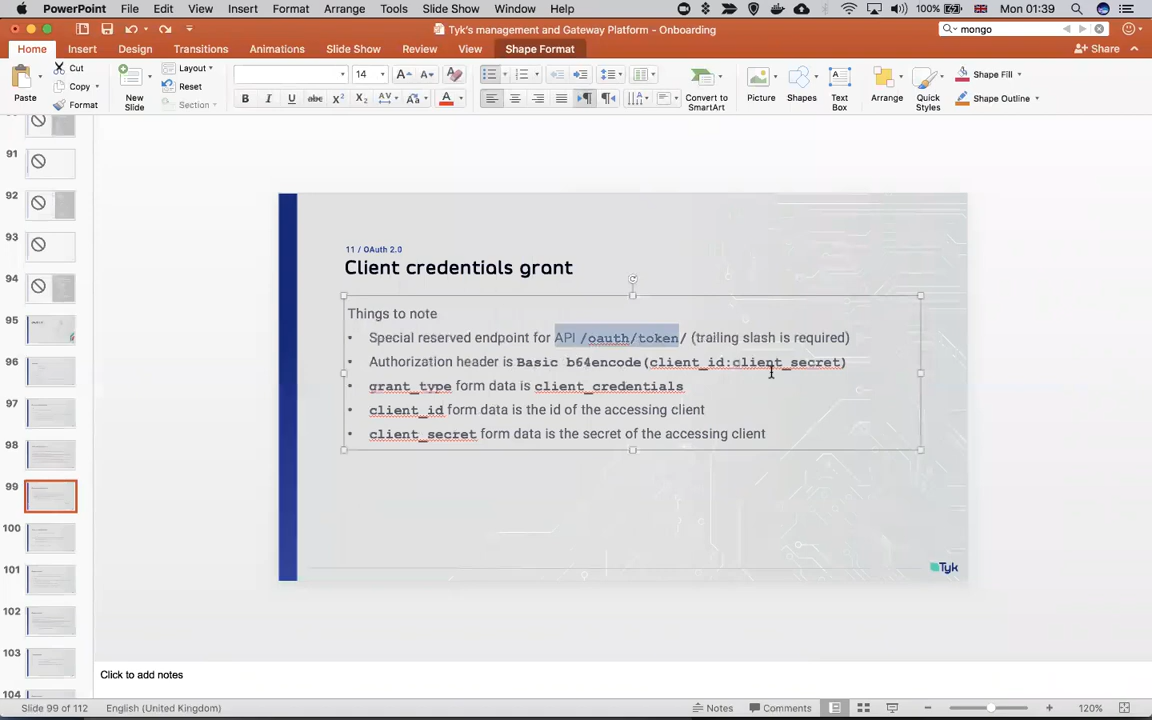 PowerPoint File Edit View Insert Format Arrange Tools Slide Show Window Help 100% Mon 01:39
Tyk's management and Gateway Platform - Onboarding
mongo
Home Insert Design Transitions Animations Slide Show Review View Shape Format Share
Paste Cut Copy Format New Slide Layout Reset Section 14 Convert to SmartArt Picture Shapes Text Box Arrange Quick Styles Shape Fill Shape Outline
91
92
93
94
95
96
97
98
99
100
101
102
103
104
11 / OAuth 2.0
Client credentials grant
Things to note
• Special reserved endpoint for API /oauth/token/ (trailing slash is required)
• Authorization header is Basic b64encode(client_id:client_secret)
• grant_type form data is client_credentials
• client_id form data is the id of the accessing client
• client_secret form data is the secret of the accessing client
Tyk
Click to add notes
Slide 99 of 112 English (United Kingdom) Notes Comments 120%